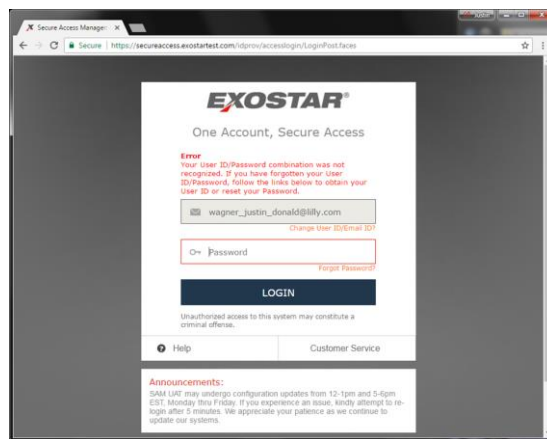 Justin
Secure Access Manager
Secure | https://secureaccess.exostartest.com/idprov/accesslogin/LoginPost.faces
EXOSTAR®
One Account, Secure Access
Error
Your User ID/Password combination was not
recognized. If you have forgotten your User
ID/Password, follow the links below to obtain your
User ID or reset your Password.
wagner_justin_donald@lilly.com
Change User ID/Email ID?
Password
Forgot Password?
LOGIN
Unauthorized access to this system may constitute a
criminal offense.
Help
Customer Service
Announcements:
SAM UAT may undergo configuration updates from 12-1pm and 5-6pm
EST, Monday thru Friday. If you experience an issue, kindly attempt to re-
login after 5 minutes. We appreciate your patience as we continue to
update our systems.